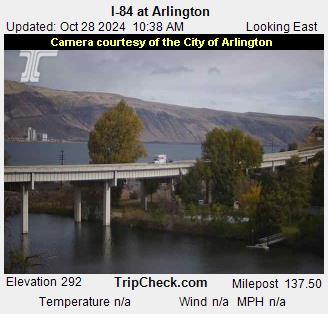 I-84 at Arlington
Updated: Oct 28 2024 10:38 AM Looking East
Camera courtesy of the City of Arlington
Elevation 292 TripCheck.com Milepost 137.50
Temperature n/a Wind n/a MPH n/a